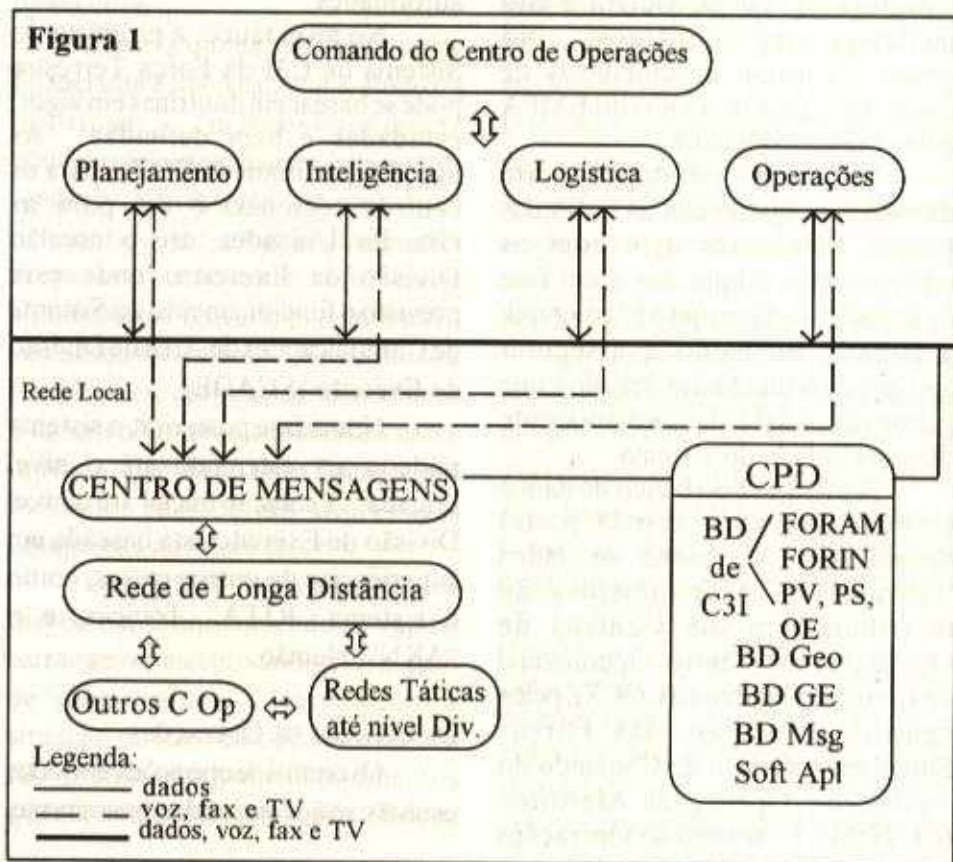 Figura 1
Comando do Centro de Operações
Planejamento
Inteligência
Logística
Operações
Rede Local
CENTRO DE MENSAGENS
Rede de Longa Distância
Outros C Op
Redes Táticas
até nível Div.
CPD
BD
de
C3I
FORAM
FORIN
PV, PS,
OE
BD Geo
BD GE
BD Msg
Soft Apl
Legenda:
dados
voz, fax e TV
dados, voz, fax e TV